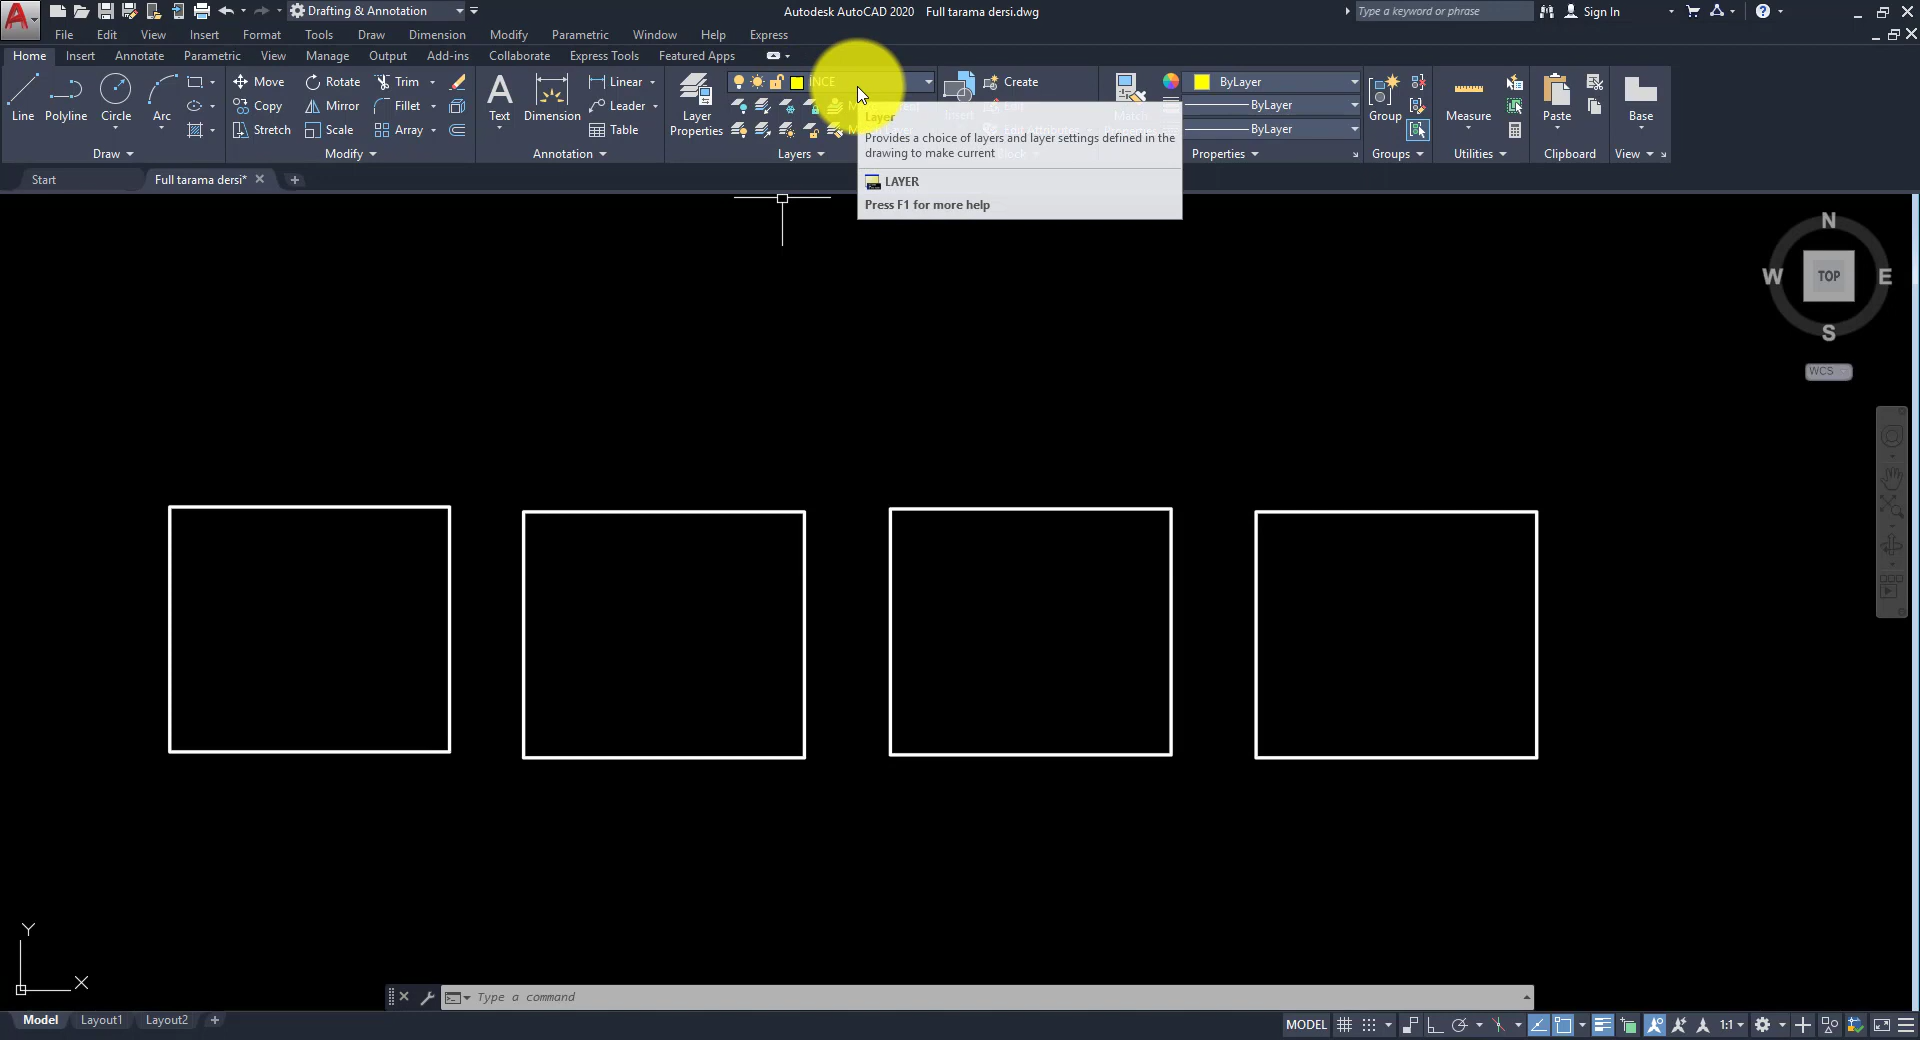 Drafting & Annotation
Autodesk AutoCAD 2020 Full tarama dersi.dwg
Type a keyword or phrase
Sign In
File Edit View Insert Format Tools Draw Dimension Modify Parametric Window Help Express
Home Insert Annotate Parametric View Manage Output Add-ins Collaborate Express Tools Featured Apps
Line
Polyline
Circle
Arc
Draw
Move
Copy
Stretch
Rotate
Mirror
Scale
Trim
Fillet
Array
Modify
Text
Dimension
Linear
Leader
Table
Annotation
Layer
Properties
INCE
Layers
Create
Edit
Layer
Provides a choice of layers and layer settings defined in the
drawing to make current
LAYER
Press F1 for more help
ByLayer
ByLayer
ByLayer
Properties
Group
Groups
Measure
Utilities
Paste
Clipboard
Base
View
Start
Full tarama dersi*
N
W
TOP
E
S
WCS
Y
X
Type a command
Model Layout1 Layout2
MODEL
1:1